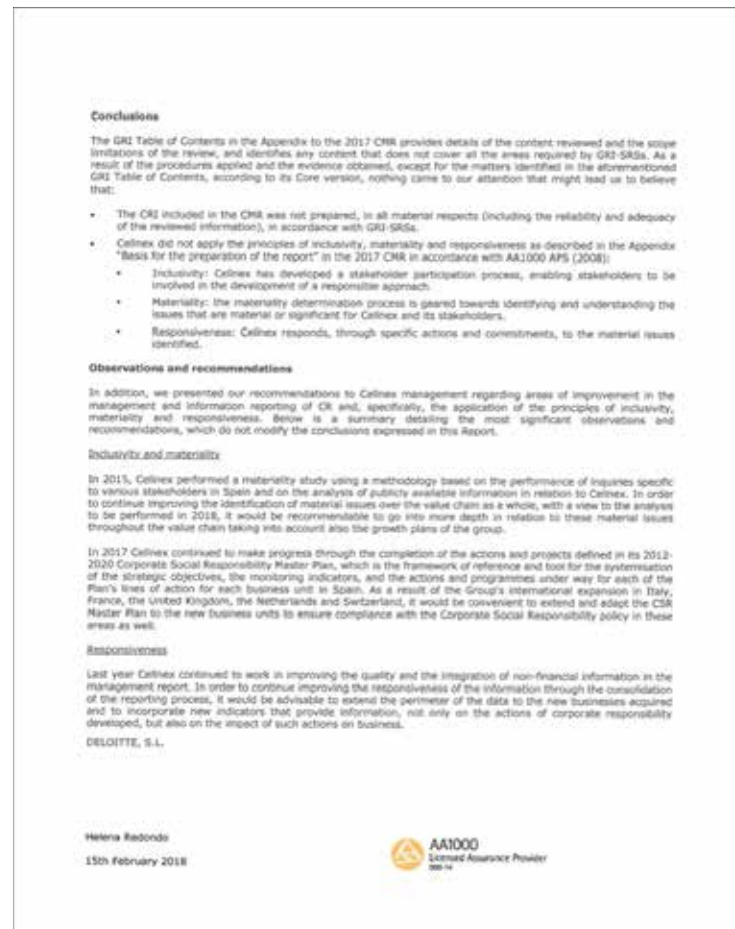 Conclusions
The GRI Table of Contents in the Appendix to the 2017 CMR provides details of the content reviewed and the scope
limitations of the review, and identifies any content that does not cover all the areas required by GRI-SRSs. As a
result of the procedures applied and the evidence obtained, except for the matters identified in the aforementioned
GRI Table of Contents, according to its Core version, nothing came to our attention that might lead us to believe
that:
• The CRI included in the CMR was not prepared, in all material respects (including the reliability and adequacy
of the reviewed information), in accordance with GRI-SRSs.
• Cellnex did not apply the principles of inclusivity, materiality and responsiveness as described in the Appendix
"Basis for the preparation of the report" in the 2017 CMR in accordance with AA1000 APS (2008):
• Inclusivity: Cellnex has developed a stakeholder participation process, enabling stakeholders to be
involved in the development of a responsible approach.
• Materiality: the materiality determination process is geared towards identifying and understanding the
issues that are material or significant for Cellnex and its stakeholders.
• Responsiveness: Cellnex responds, through specific actions and commitments, to the material issues
identified.
Observations and recommendations
In addition, we presented our recommendations to Cellnex management regarding areas of improvement in the
management and information reporting of CR and, specifically, the application of the principles of inclusivity,
materiality and responsiveness. Below is a summary detailing the most significant observations and
recommendations, which do not modify the conclusions expressed in this Report.
Inclusivity and materiality
In 2015, Cellnex performed a materiality study using a methodology based on the performance of inquiries specific
to various stakeholders in Spain and on the analysis of publicly available information in relation to Cellnex. In order
to continue improving the identification of material issues over the value chain as a whole, with a view to the analysis
to be performed in 2018, it would be recommendable to go into more depth in relation to these material issues
throughout the value chain taking into account also the growth plans of the group.
In 2017 Cellnex continued to make progress through the completion of the actions and projects defined in its 2012-
2020 Corporate Social Responsibility Master Plan, which is the framework of reference and tool for the systemisation
of the strategic objectives, the monitoring indicators, and the actions and programmes under way for each of the
Plan's lines of action for each business unit in Spain. As a result of the Group's international expansion in Italy,
France, the United Kingdom, the Netherlands and Switzerland, it would be convenient to extend and adapt the CSR
Master Plan to the new business units to ensure compliance with the Corporate Social Responsibility policy in these
areas as well.
Responsiveness
Last year Cellnex continued to work in improving the quality and the integration of non-financial information in the
management report. In order to continue improving the responsiveness of the information through the consolidation
of the reporting process, it would be advisable to extend the perimeter of the data to the new businesses acquired
and to incorporate new indicators that provide information, not only on the actions of corporate responsibility
developed, but also on the impact of such actions on business.
DELOITTE, S.L.
Helena Redondo
15th February 2018
AA1000
Licensed Assurance Provider